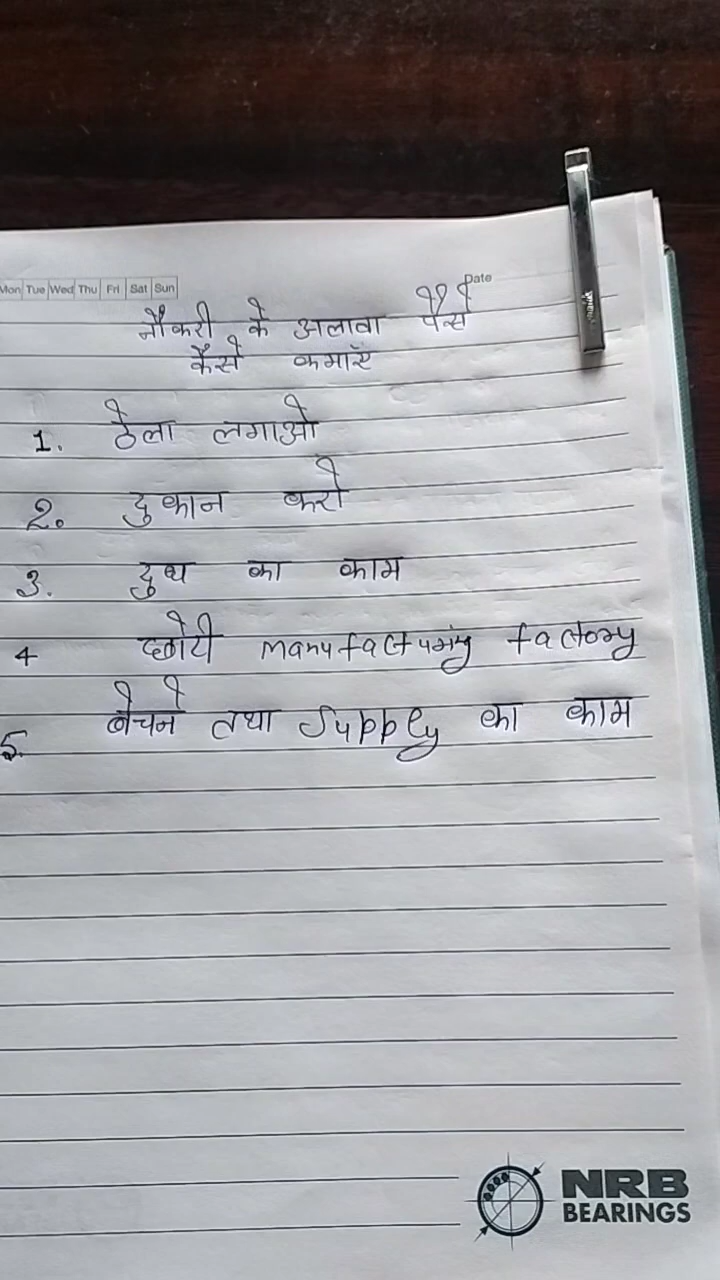 Mon Tue Wed Thu Fri Sat Sun
Date
नौकरी के अलावा पैसे
कैसे कमाएं
1. ठेला लगाओ
2. दुकान करो
3. दुध का काम
4 छोटी manufacturing factory
5. बेचने तथा Supply का काम
NRB
BEARINGS